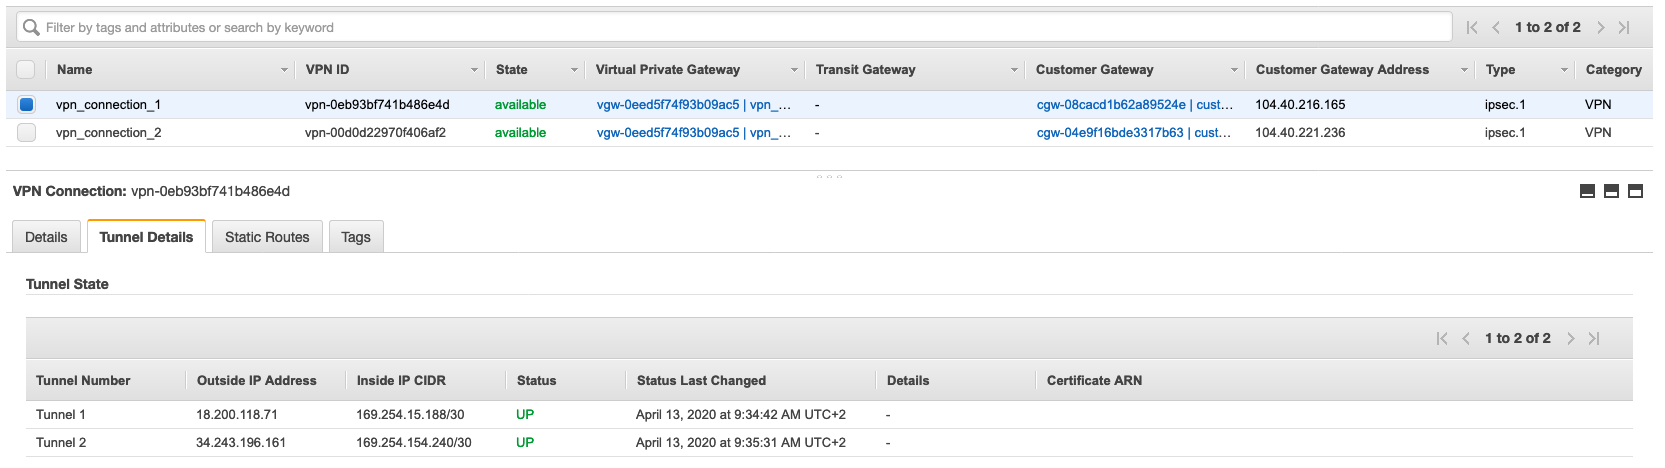 Filter by tags and attributes or search by keyword 1 to 2 of 2
Name VPN ID State Virtual Private Gateway Transit Gateway Customer Gateway Customer Gateway Address Type Category
vpn_connection_1 vpn-0eb93bf741b486e4d available vgw-0eed5f74f93b09ac5 | vpn_... - cgw-08cacd1b62a89524e | cust... 104.40.216.165 ipsec.1 VPN
vpn_connection_2 vpn-00d0d22970f406af2 available vgw-0eed5f74f93b09ac5 | vpn_... - cgw-04e9f16bde3317b63 | cust... 104.40.221.236 ipsec.1 VPN
VPN Connection: vpn-0eb93bf741b486e4d
Details Tunnel Details Static Routes Tags
Tunnel State
1 to 2 of 2
Tunnel Number Outside IP Address Inside IP CIDR Status Status Last Changed Details Certificate ARN
Tunnel 1 18.200.118.71 169.254.15.188/30 UP April 13, 2020 at 9:34:42 AM UTC+2 -
Tunnel 2 34.243.196.161 169.254.154.240/30 UP April 13, 2020 at 9:35:31 AM UTC+2 -